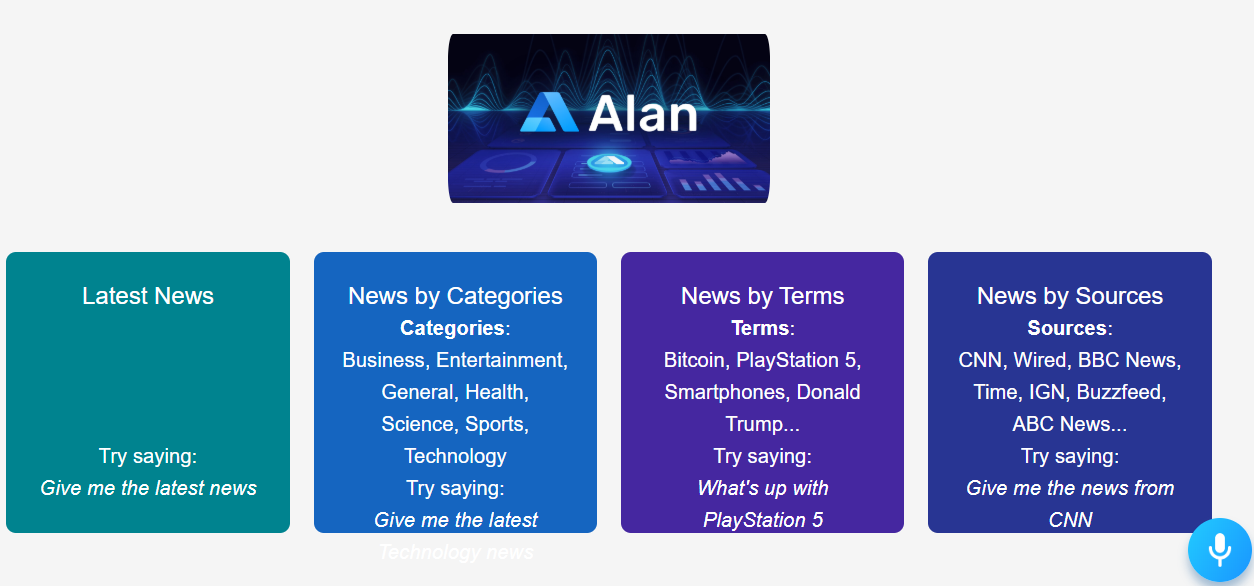 Alan
Latest News
Try saying:
Give me the latest news
News by Categories
Categories:
Business, Entertainment,
General, Health,
Science, Sports,
Technology
Try saying:
Give me the latest
Technology news
News by Terms
Terms:
Bitcoin, PlayStation 5,
Smartphones, Donald
Trump...
Try saying:
What's up with
PlayStation 5
News by Sources
Sources:
CNN, Wired, BBC News,
Time, IGN, Buzzfeed,
ABC News...
Try saying:
Give me the news from
CNN